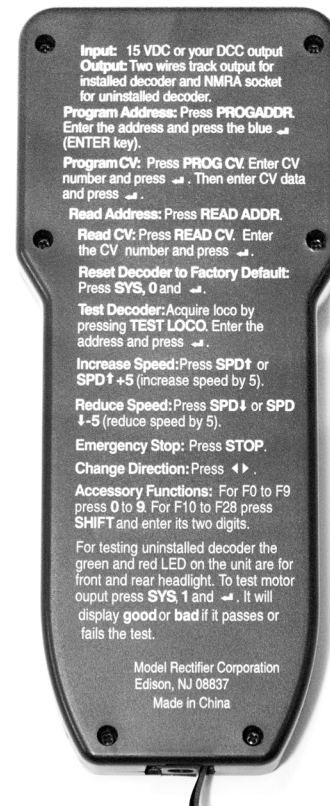 Input: 15 VDC or your DCC output
Output: Two wires track output for
installed decoder and NMRA socket
for uninstalled decoder.
Program Address: Press PROGADDR.
Enter the address and press the blue ↵
(ENTER key).
Program CV: Press PROG CV. Enter CV
number and press ↵. Then enter CV data
and press ↵.
Read Address: Press READ ADDR.
Read CV: Press READ CV. Enter
the CV number and press ↵.
Reset Decoder to Factory Default:
Press SYS, 0 and ↵.
Test Decoder: Acquire loco by
pressing TEST LOCO. Enter the
address and press ↵.
Increase Speed: Press SPD↑ or
SPD↑+5 (increase speed by 5).
Reduce Speed: Press SPD↓ or SPD
↓-5 (reduce speed by 5).
Emergency Stop: Press STOP.
Change Direction: Press ◄►.
Accessory Functions: For F0 to F9
press 0 to 9. For F10 to F28 press
SHIFT and enter its two digits.
For testing uninstalled decoder the
green and red LED on the unit are for
front and rear headlight. To test motor
ouput press SYS, 1 and ↵. It will
display good or bad if it passes or
fails the test.
Model Rectifier Corporation
Edison, NJ 08837
Made in China